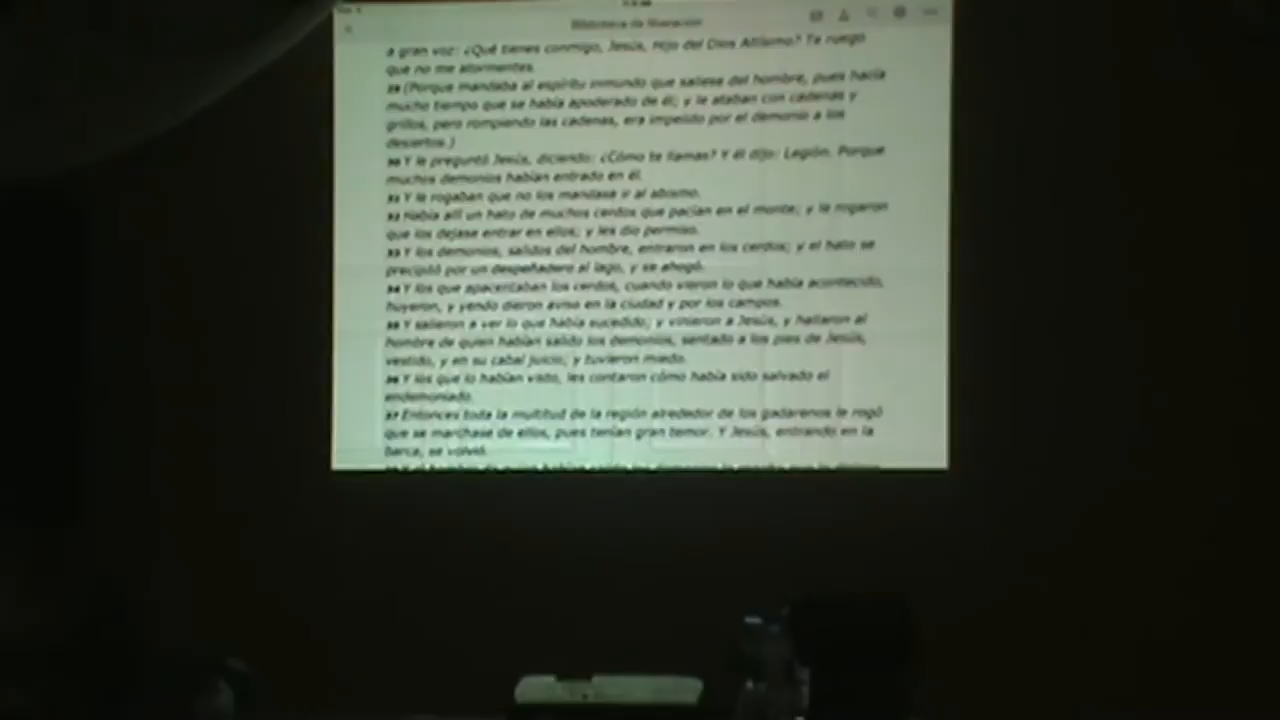 Biblioteca de liberación
a gran voz: ¿Qué tienes conmigo, Jesús, Hijo del Dios Altísimo? Te ruego
que no me atormentes.
29 (Porque mandaba al espíritu inmundo que saliese del hombre, pues hacía
mucho tiempo que se había apoderado de él; y le ataban con cadenas y
grillos, pero rompiendo las cadenas, era impelido por el demonio a los
desiertos.)
30 Y le preguntó Jesús, diciendo: ¿Cómo te llamas? Y él dijo: Legión. Porque
muchos demonios habían entrado en él.
31 Y le rogaban que no los mandase ir al abismo.
32 Había allí un hato de muchos cerdos que pacían en el monte; y le rogaron
que los dejase entrar en ellos; y les dio permiso.
33 Y los demonios, salidos del hombre, entraron en los cerdos; y el hato se
precipitó por un despeñadero al lago, y se ahogó.
34 Y los que apacentaban los cerdos, cuando vieron lo que había acontecido,
huyeron, y yendo dieron aviso en la ciudad y por los campos.
35 Y salieron a ver lo que había sucedido; y vinieron a Jesús, y hallaron al
hombre de quien habían salido los demonios, sentado a los pies de Jesús,
vestido, y en su cabal juicio; y tuvieron miedo.
36 Y los que lo habían visto, les contaron cómo había sido salvado el
endemoniado.
37 Entonces toda la multitud de la región alrededor de los gadarenos le rogó
que se marchase de ellos, pues tenían gran temor. Y Jesús, entrando en la
barca, se volvió.